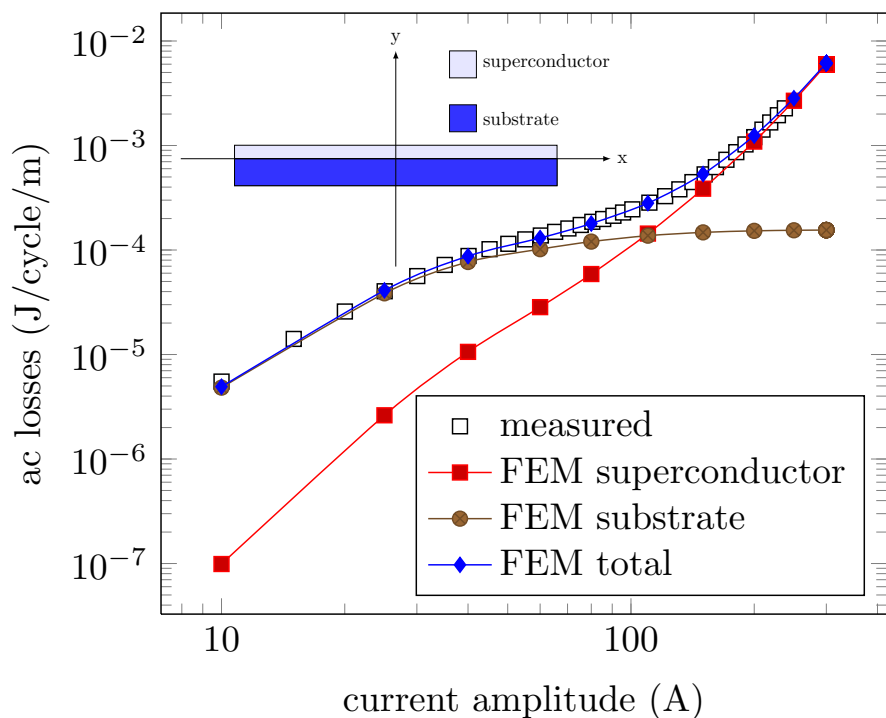 10⁻²
10⁻³
10⁻⁴
10⁻⁵
10⁻⁶
10⁻⁷
ac losses (J/cycle/m)
y
superconductor
substrate
x
measured
FEM superconductor
FEM substrate
FEM total
10
100
current amplitude (A)